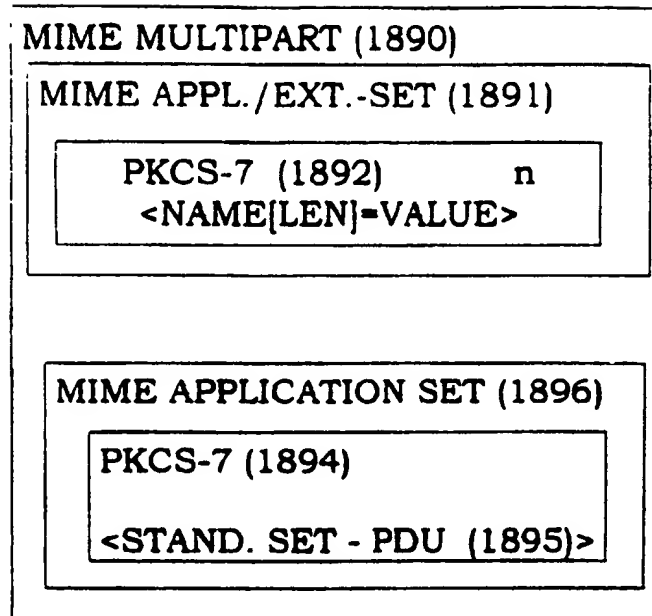 MIME MULTIPART (1890)
MIME APPL./EXT.-SET (1891)
PKCS-7 (1892) n
<NAME[LEN]=VALUE>
MIME APPLICATION SET (1896)
PKCS-7 (1894)
<STAND. SET - PDU (1895)>